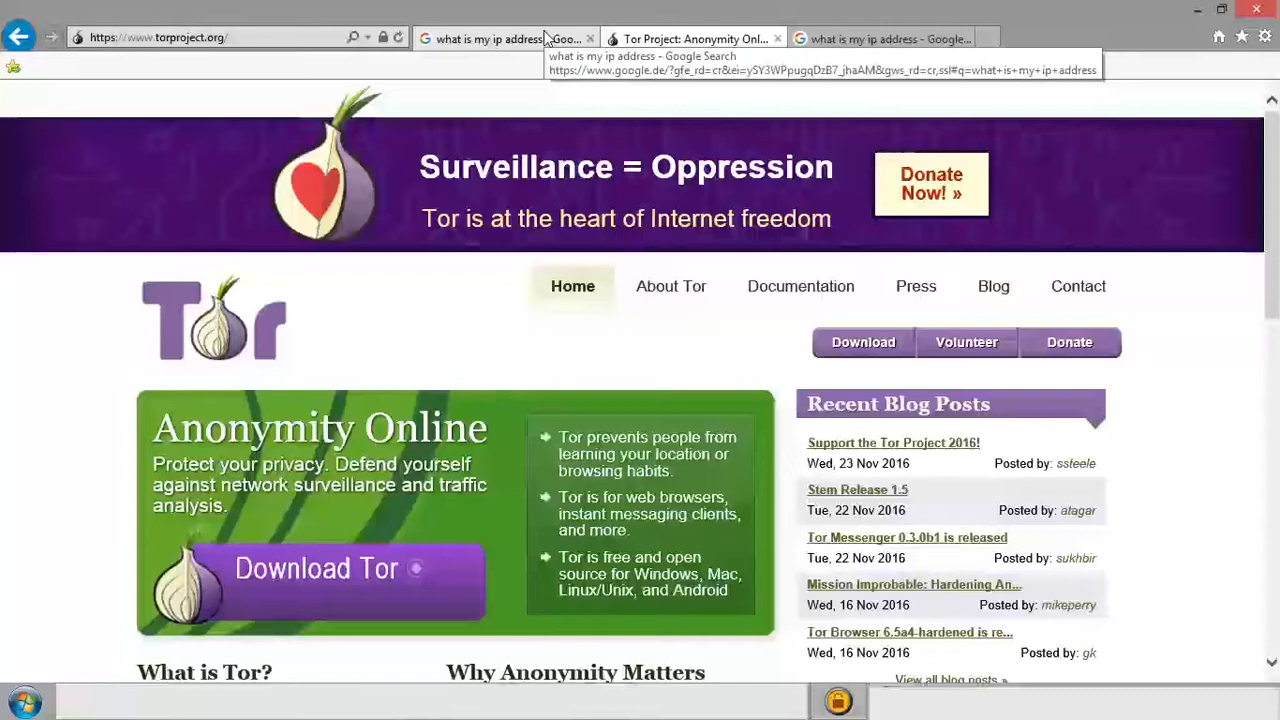 https://www.torproject.org/
what is my ip address - Goo...
Tor Project: Anonymity Onl...
what is my ip address - Google...
what is my ip address - Google Search
https://www.google.de/?gfe_rd=cr&ei=ySY3WPpugqDzB7_jhaAM&gws_rd=cr,ssl#q=what+is+my+ip+address
Surveillance = Oppression
Tor is at the heart of Internet freedom
Donate
Now! »
Tor
Home
About Tor
Documentation
Press
Blog
Contact
Download
Volunteer
Donate
Anonymity Online
Protect your privacy. Defend yourself
against network surveillance and traffic
analysis.
Download Tor
Tor prevents people from
learning your location or
browsing habits.
Tor is for web browsers,
instant messaging clients,
and more.
Tor is free and open
source for Windows, Mac,
Linux/Unix, and Android
Recent Blog Posts
Support the Tor Project 2016!
Wed, 23 Nov 2016 Posted by: ssteele
Stem Release 1.5
Tue, 22 Nov 2016 Posted by: atagar
Tor Messenger 0.3.0b1 is released
Tue, 22 Nov 2016 Posted by: sukhbir
Mission Improbable: Hardening An...
Wed, 16 Nov 2016 Posted by: mikeperry
Tor Browser 6.5a4-hardened is re...
Wed, 16 Nov 2016 Posted by: gk
View all blog posts »
What is Tor?
Why Anonymity Matters